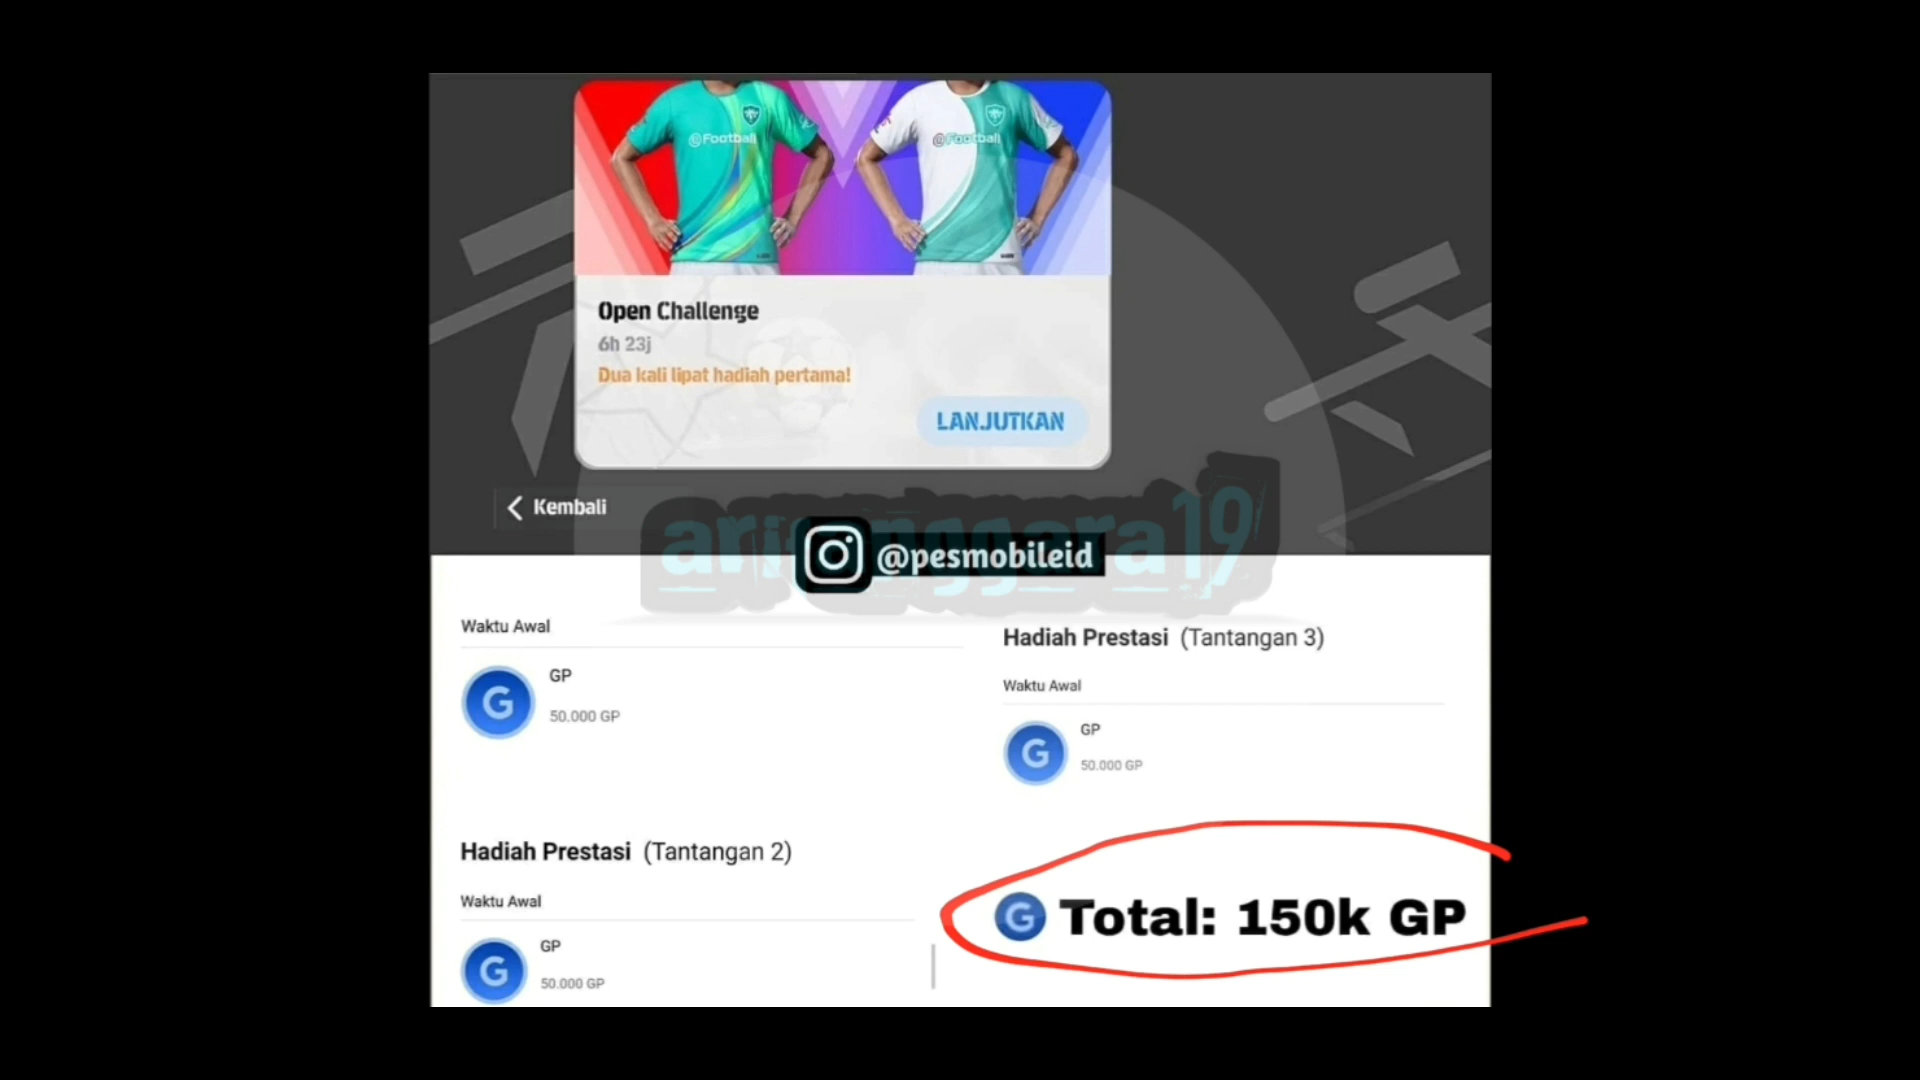 @Football
@Football
Open Challenge
6h 23j
Dua kali lipat hadiah pertama!
LANJUTKAN
Kembali
@pesmobileid
Waktu Awal
GP
50.000 GP
Hadiah Prestasi (Tantangan 2)
Waktu Awal
GP
50.000 GP
Hadiah Prestasi (Tantangan 3)
Waktu Awal
GP
50.000 GP
G Total: 150k GP